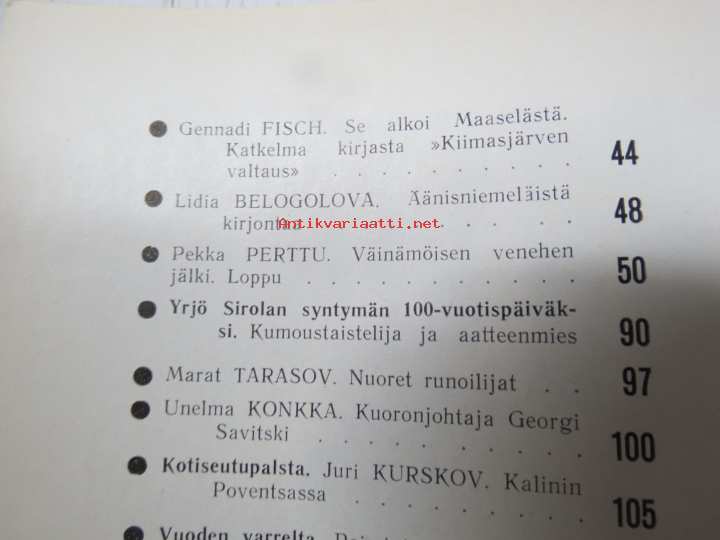 ● Gennadi FISCH. Se alkoi Maaselästä.
Katkelma kirjasta »Kiimasjärven
valtaus» . . . . . . . . . 44
● Lidia BELOGOLOVA. Äänisniemeläistä
Antikvariaatti.net
. . . . 48
● Pekka PERTTU. Väinämöisen venehen
jälki. Loppu . . . . . . . . . 50
● Yrjö Sirolan syntymän 100-vuotispäiväk-
si. Kumoustaistelija ja aatteenmies 90
● Marat TARASOV. Nuoret runoilijat . . 97
● Unelma KONKKA. Kuoronjohtaja Georgi
Savitski . . . . . . . . . 100
● Kotiseutupalsta. Juri KURSKOV. Kalinin
Poventsassa . . . . . . . . 105
● Vuoden varrelta.